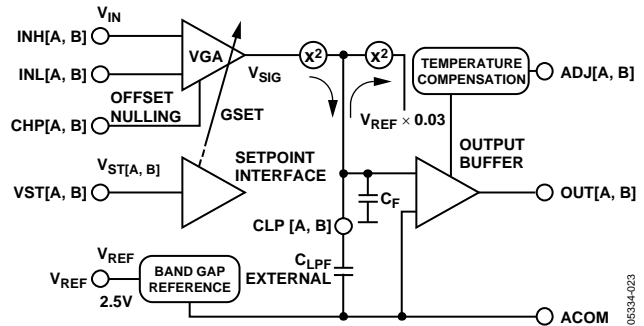 V_IN
INH[A, B]
VGA
INL[A, B]
V_SIG
x²
x²
TEMPERATURE
COMPENSATION
ADJ[A, B]
OFFSET
NULLING
CHP[A, B]
GSET
V_REF × 0.03
V_ST[A, B]
SETPOINT
INTERFACE
OUTPUT
BUFFER
VST[A, B]
C_F
OUT[A, B]
CLP [A, B]
V_REF
V_REF
2.5V
BAND GAP
REFERENCE
C_LPF
EXTERNAL
ACOM
05334-023